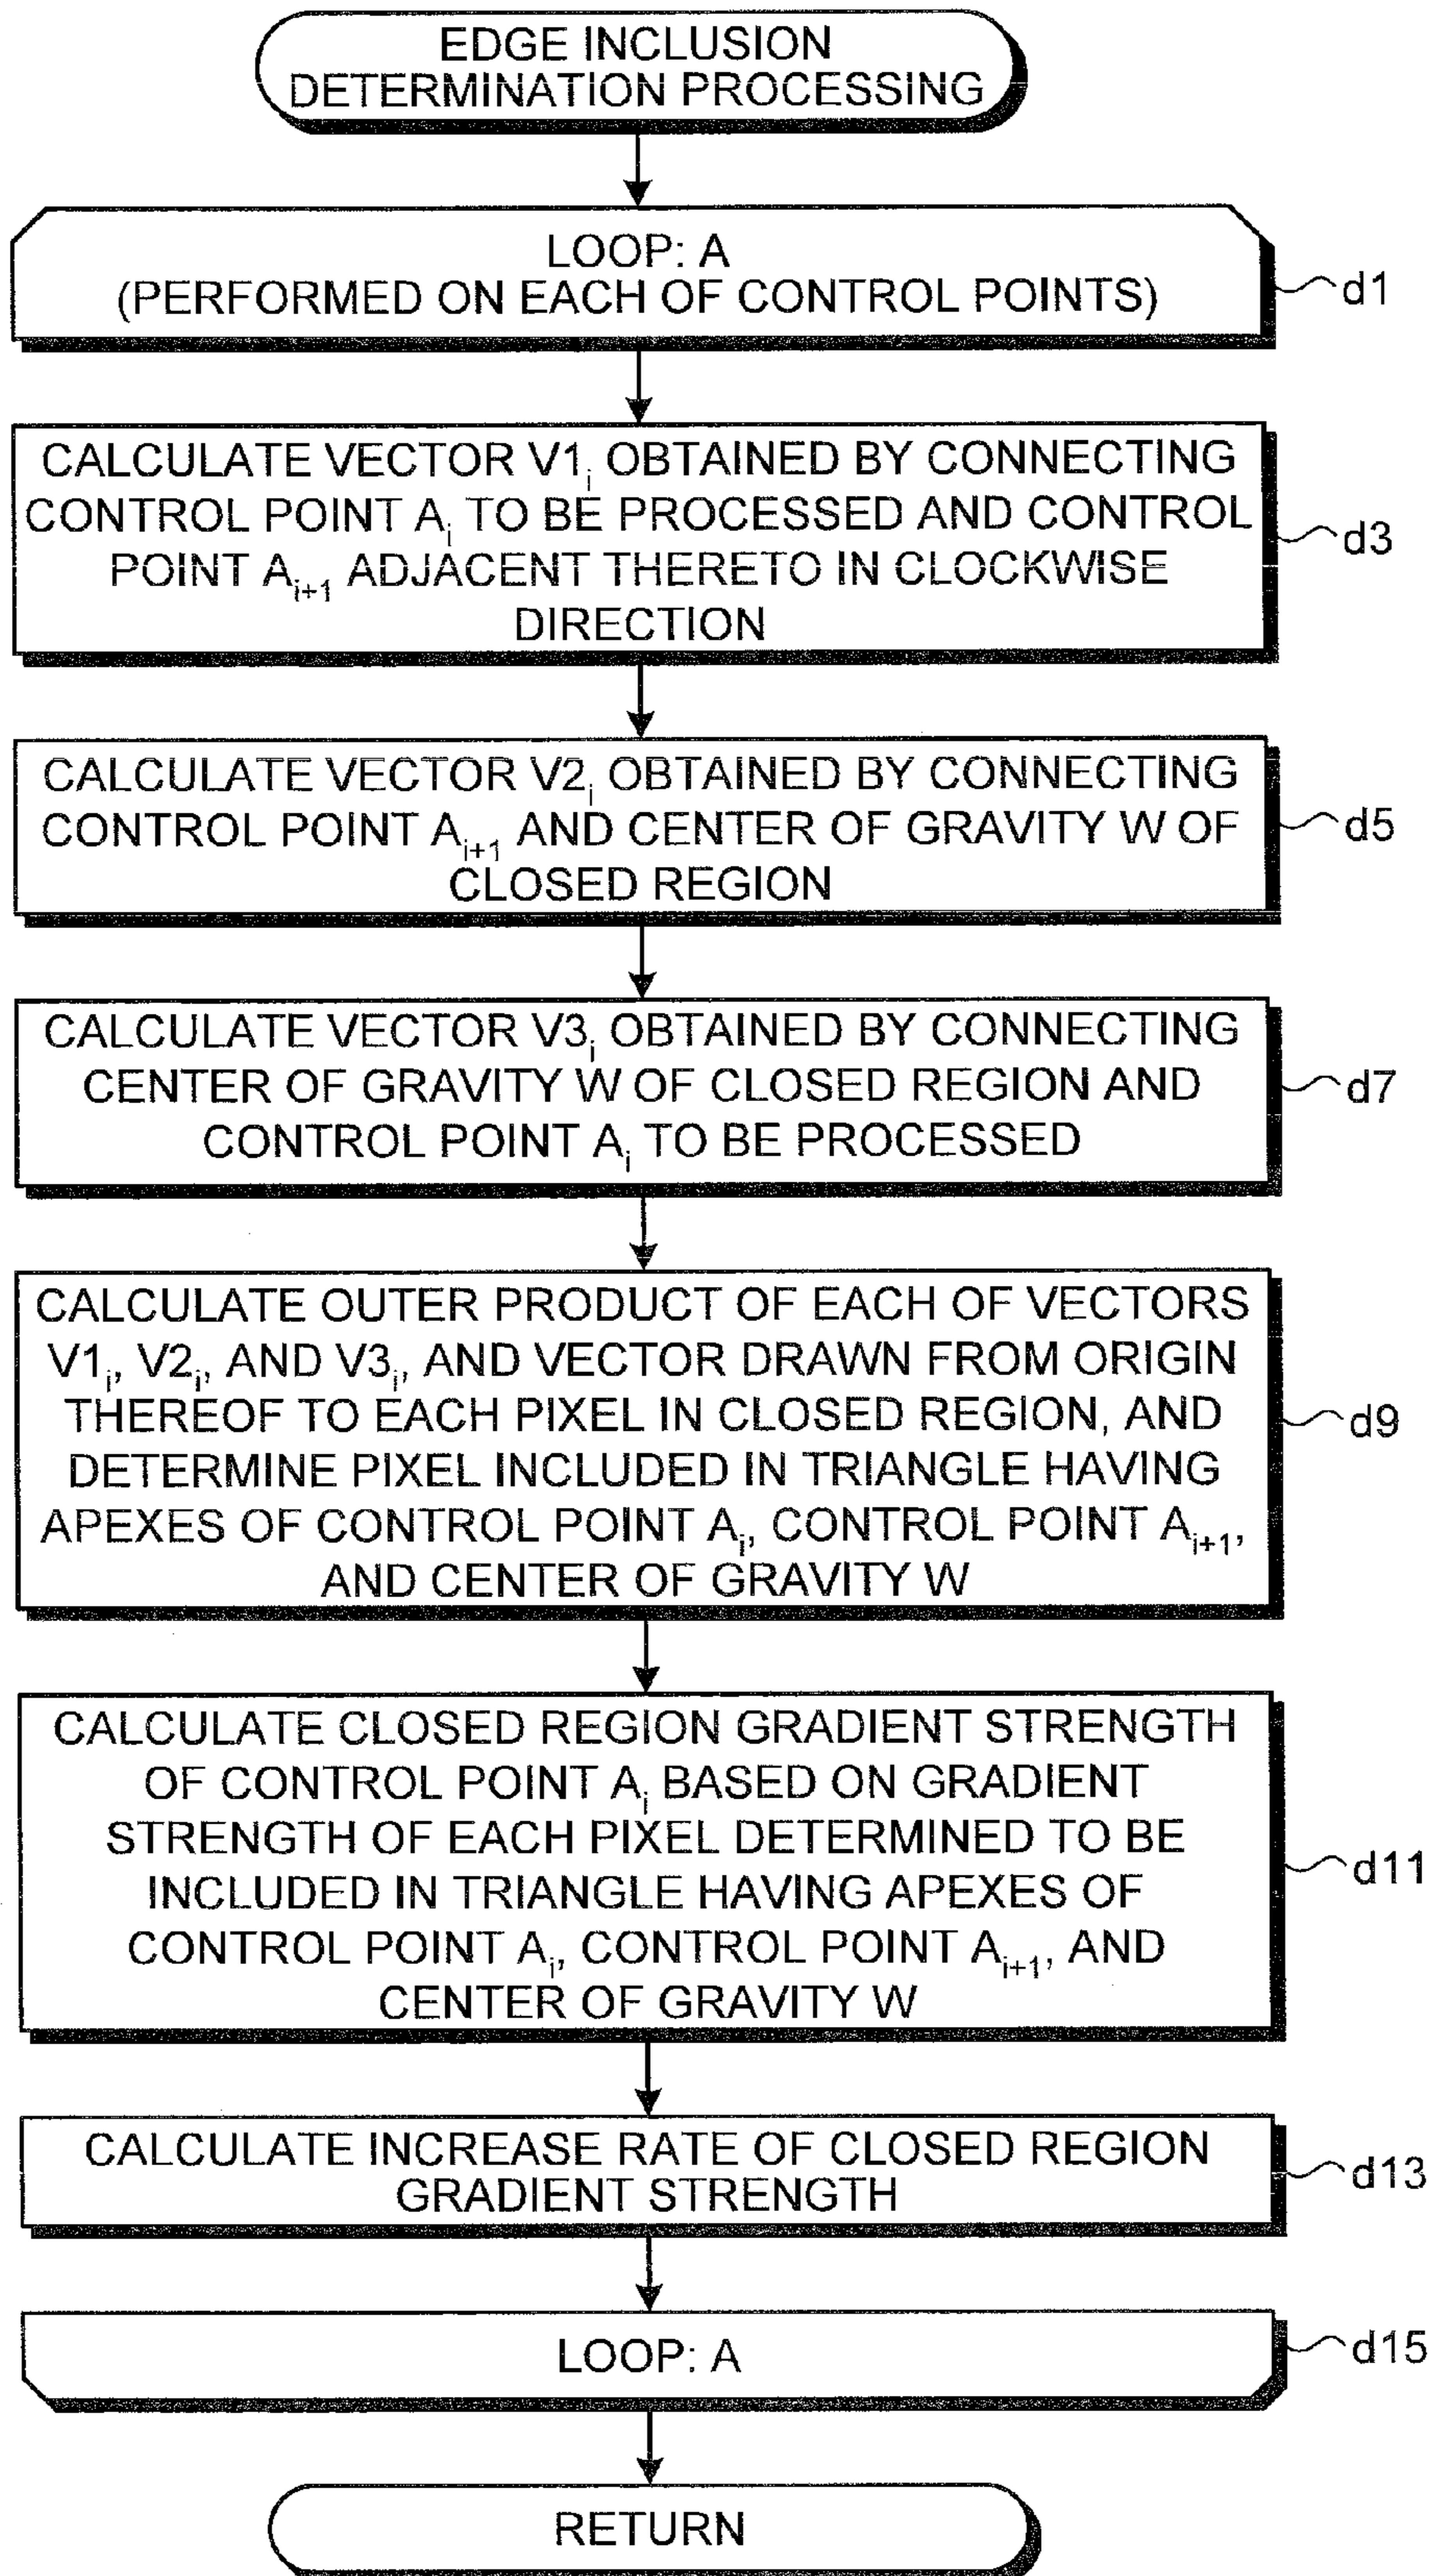 EDGE INCLUSION
DETERMINATION PROCESSING
LOOP: A
(PERFORMED ON EACH OF CONTROL POINTS)
d1
CALCULATE VECTOR V1i OBTAINED BY CONNECTING
CONTROL POINT Ai TO BE PROCESSED AND CONTROL
POINT Ai+1 ADJACENT THERETO IN CLOCKWISE
DIRECTION
d3
CALCULATE VECTOR V2i OBTAINED BY CONNECTING
CONTROL POINT Ai+1 AND CENTER OF GRAVITY W OF
CLOSED REGION
d5
CALCULATE VECTOR V3i OBTAINED BY CONNECTING
CENTER OF GRAVITY W OF CLOSED REGION AND
CONTROL POINT Ai TO BE PROCESSED
d7
CALCULATE OUTER PRODUCT OF EACH OF VECTORS
V1i, V2i, AND V3i, AND VECTOR DRAWN FROM ORIGIN
THEREOF TO EACH PIXEL IN CLOSED REGION, AND
DETERMINE PIXEL INCLUDED IN TRIANGLE HAVING
APEXES OF CONTROL POINT Ai, CONTROL POINT Ai+1,
AND CENTER OF GRAVITY W
d9
CALCULATE CLOSED REGION GRADIENT STRENGTH
OF CONTROL POINT Ai BASED ON GRADIENT
STRENGTH OF EACH PIXEL DETERMINED TO BE
INCLUDED IN TRIANGLE HAVING APEXES OF
CONTROL POINT Ai, CONTROL POINT Ai+1, AND
CENTER OF GRAVITY W
d11
CALCULATE INCREASE RATE OF CLOSED REGION
GRADIENT STRENGTH
d13
LOOP: A
d15
RETURN